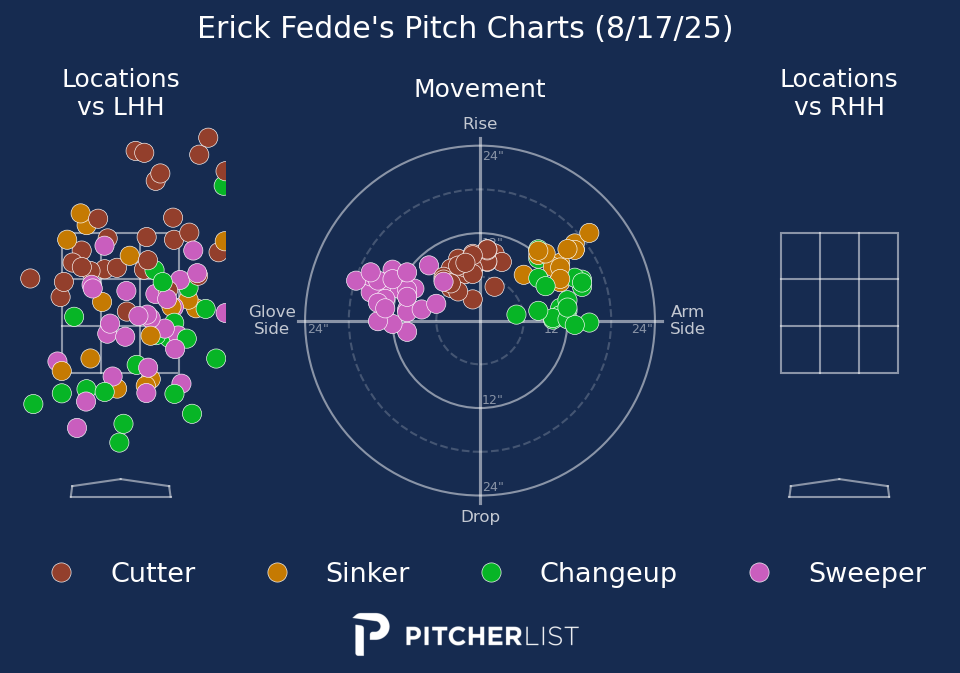 Erick Fedde's Pitch Charts (8/17/25)
Locations
vs LHH
Movement
Locations
vs RHH
Rise
24"
12"
Glove
Side
24"
12"
24"
Arm
Side
12"
24"
Drop
Cutter
Sinker
Changeup
Sweeper
PITCHERLIST